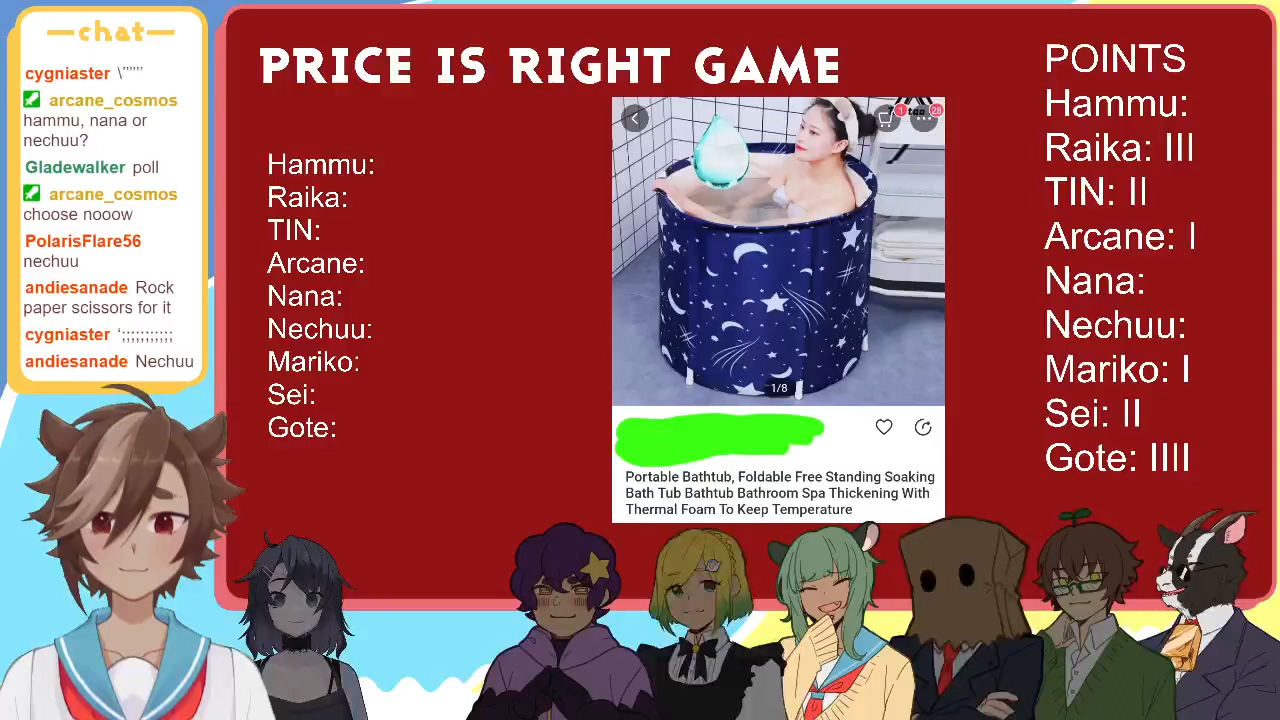 chat
cygniaster \'''''''
arcane_cosmos
hammu, nana or
nechuu?
Gladewalker poll
arcane_cosmos
choose nooow
PolarisFlare56
nechuu
andiesanade Rock
paper scissors for it
cygniaster ‘;;;;;;;;;;;;
andiesanade Nechuu
PRICE IS RIGHT GAME
Hammu:
Raika:
TIN:
Arcane:
Nana:
Nechuu:
Mariko:
Sei:
Gote:
1
28
1/8
Portable Bathtub, Foldable Free Standing Soaking
Bath Tub Bathtub Bathroom Spa Thickening With
Thermal Foam To Keep Temperature
POINTS
Hammu:
Raika: III
TIN: II
Arcane: I
Nana:
Nechuu:
Mariko: I
Sei: II
Gote: IIII